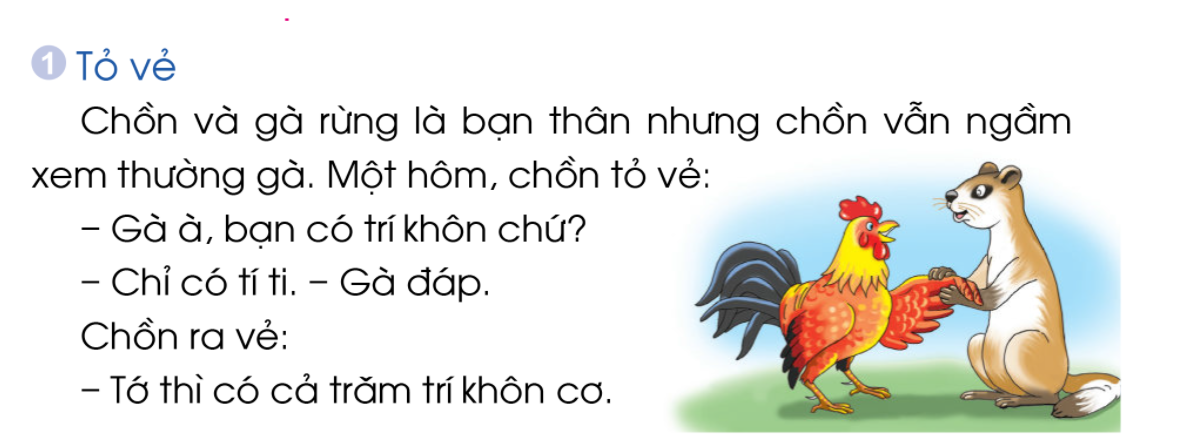 1 Tỏ vẻ
Chồn và gà rừng là bạn thân nhưng chồn vẫn ngầm
xem thường gà. Một hôm, chồn tỏ vẻ:
– Gà à, bạn có trí khôn chứ?
– Chỉ có tí ti. – Gà đáp.
Chồn ra vẻ:
– Tớ thì có cả trăm trí khôn cơ.